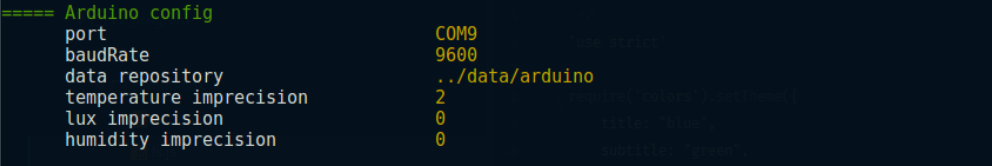 ===== Arduino config
port COM9
baudRate 9600
data repository ../data/arduino
temperature imprecision 2
lux imprecision 0
humidity imprecision 0
'use strict'
require('colors').setTheme({
title: "blue",
subtitle: "green",